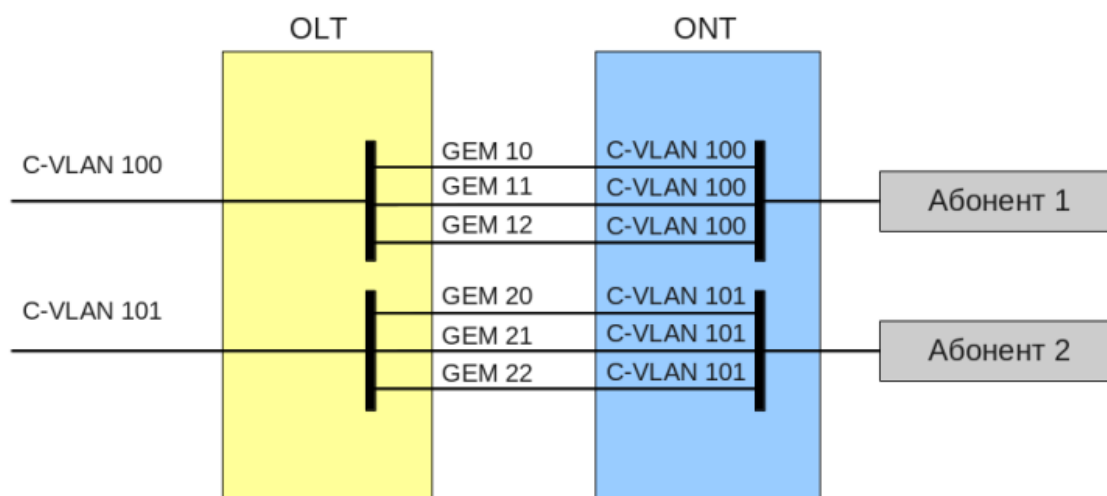 OLT
ONT
C-VLAN 100
GEM 10
C-VLAN 100
GEM 11
C-VLAN 100
GEM 12
C-VLAN 100
Абонент 1
C-VLAN 101
GEM 20
C-VLAN 101
GEM 21
C-VLAN 101
GEM 22
C-VLAN 101
Абонент 2